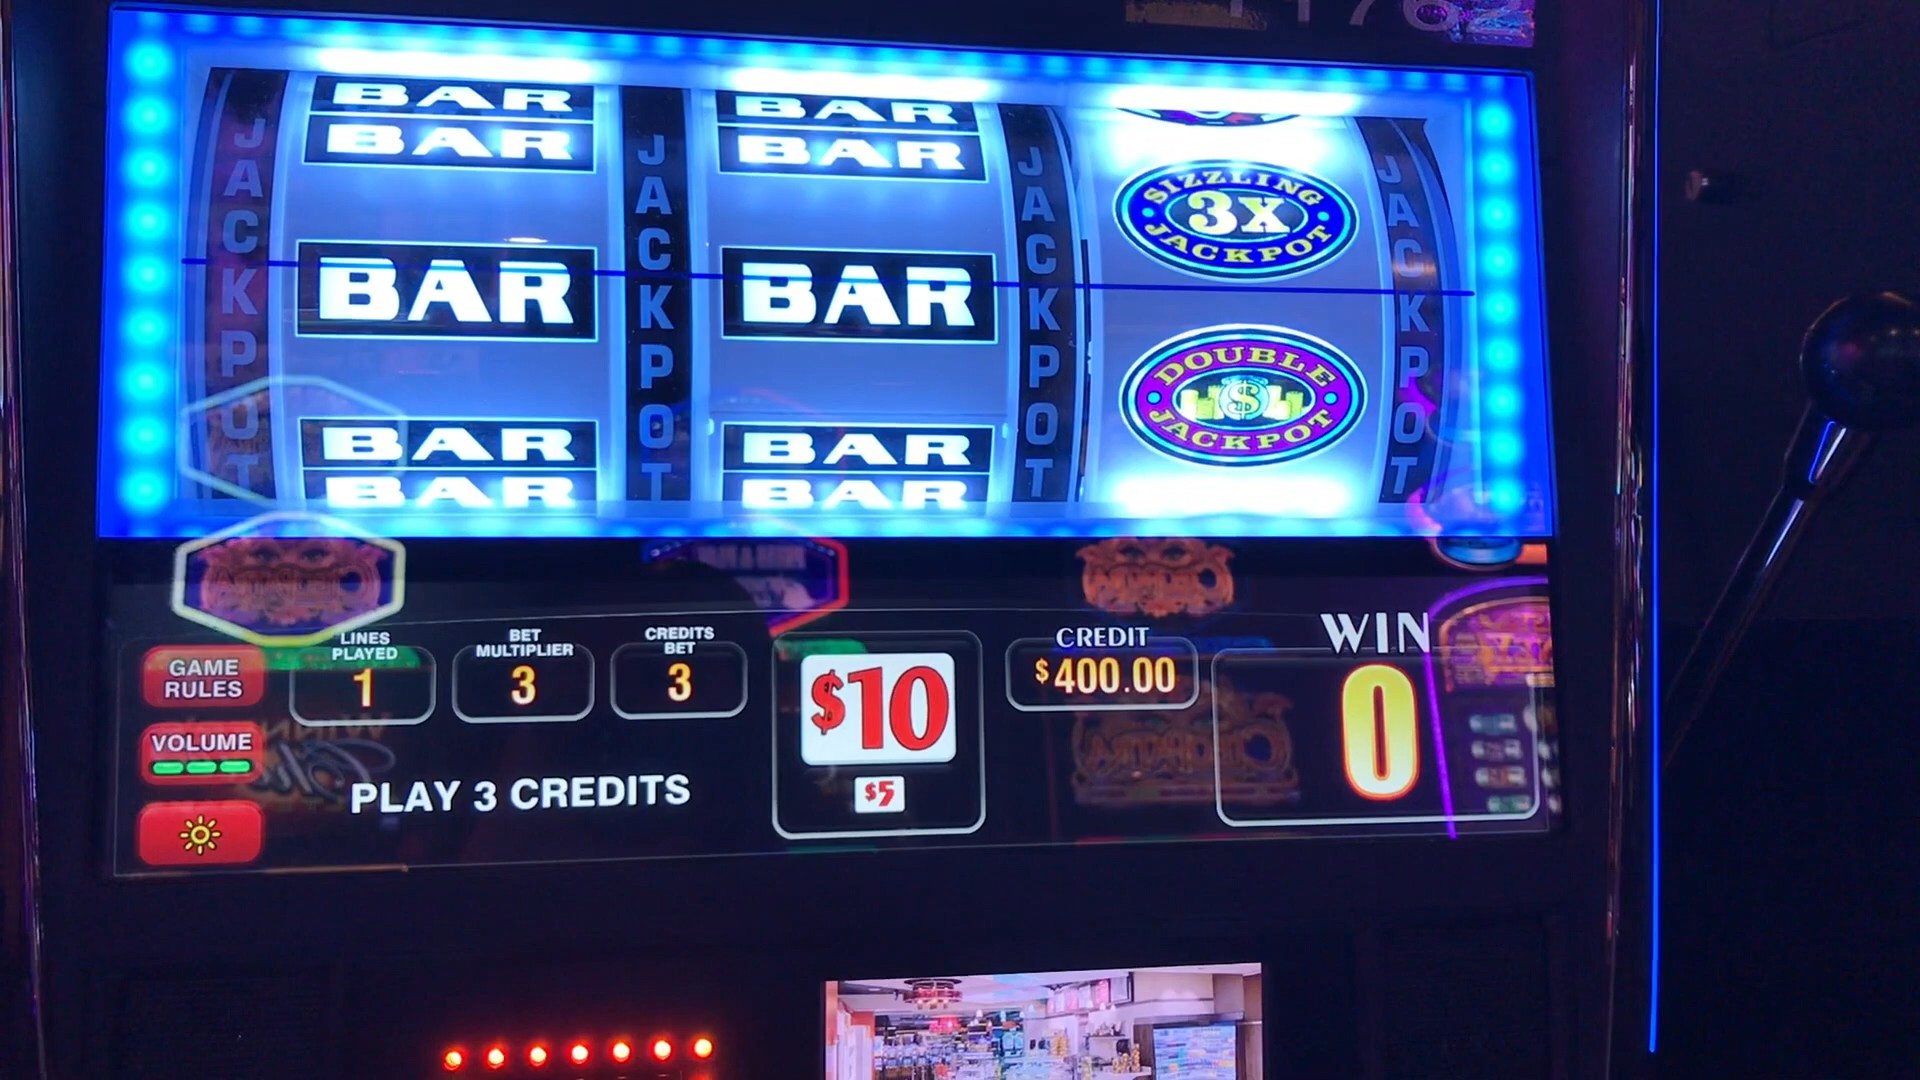 BAR
BAR
BAR
BAR
BAR
BAR
BAR
BAR
BAR
BAR
JACKPOT
JACKPOT
JACKPOT
JACKPOT
SIZZLING
3X
JACKPOT
DOUBLE
$
JACKPOT
GAME
RULES
VOLUME
LINES
PLAYED
1
BET
MULTIPLIER
3
CREDITS
BET
3
PLAY 3 CREDITS
$10
$5
CREDIT
$400.00
WIN
0